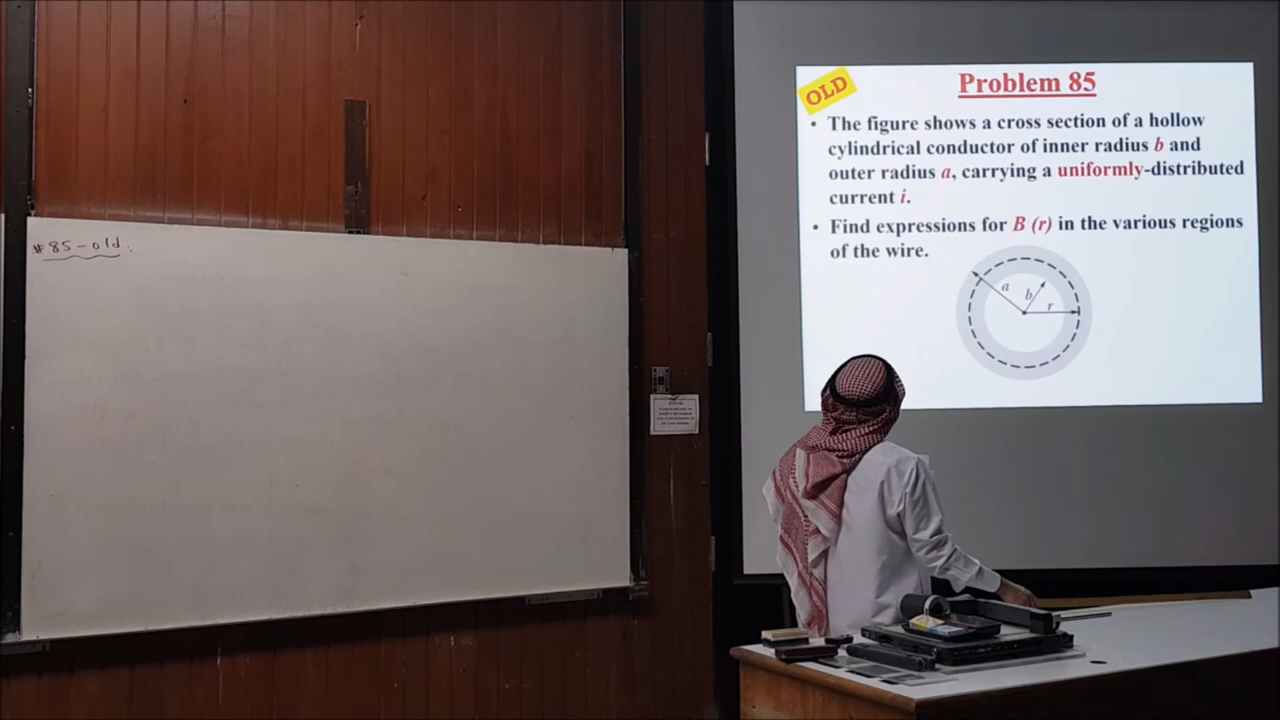 #85-old:
OLD
Problem 85
• The figure shows a cross section of a hollow
cylindrical conductor of inner radius b and
outer radius a, carrying a uniformly-distributed
current i.
• Find expressions for B (r) in the various regions
of the wire.
a
b
r